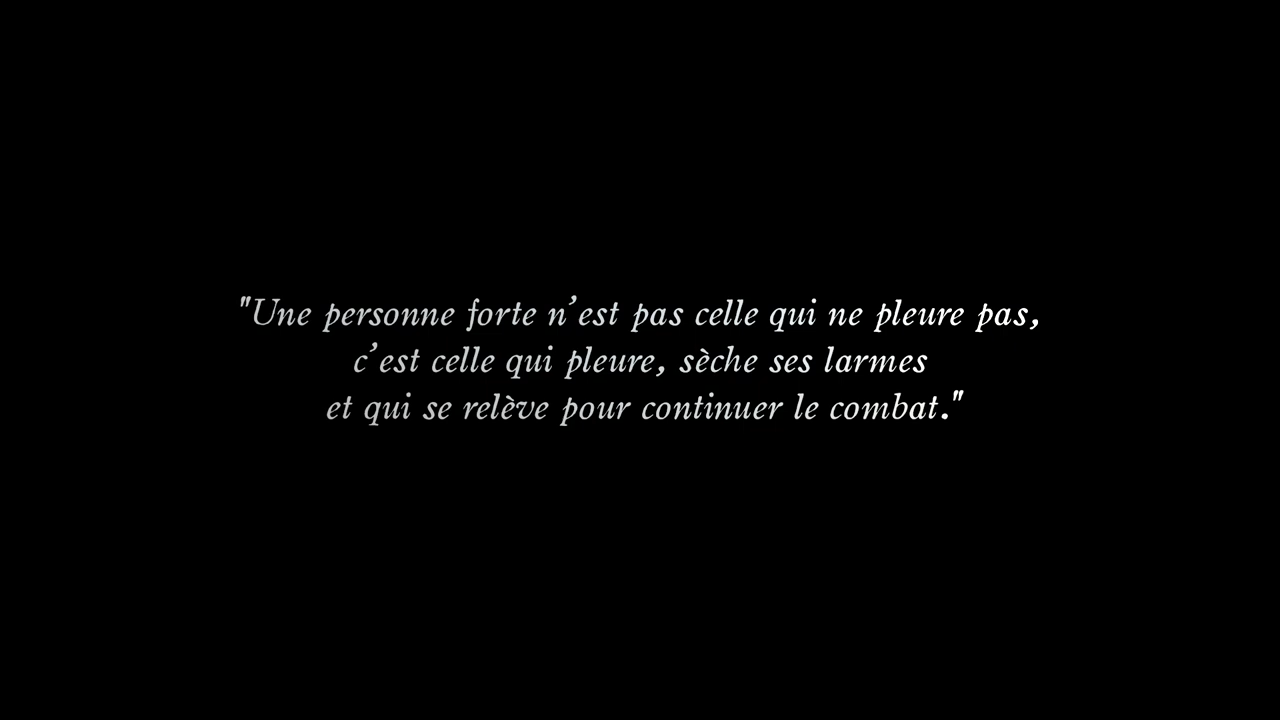 "Une personne forte n’est pas celle qui ne pleure pas,
c’est celle qui pleure, sèche ses larmes
et qui se relève pour continuer le combat."